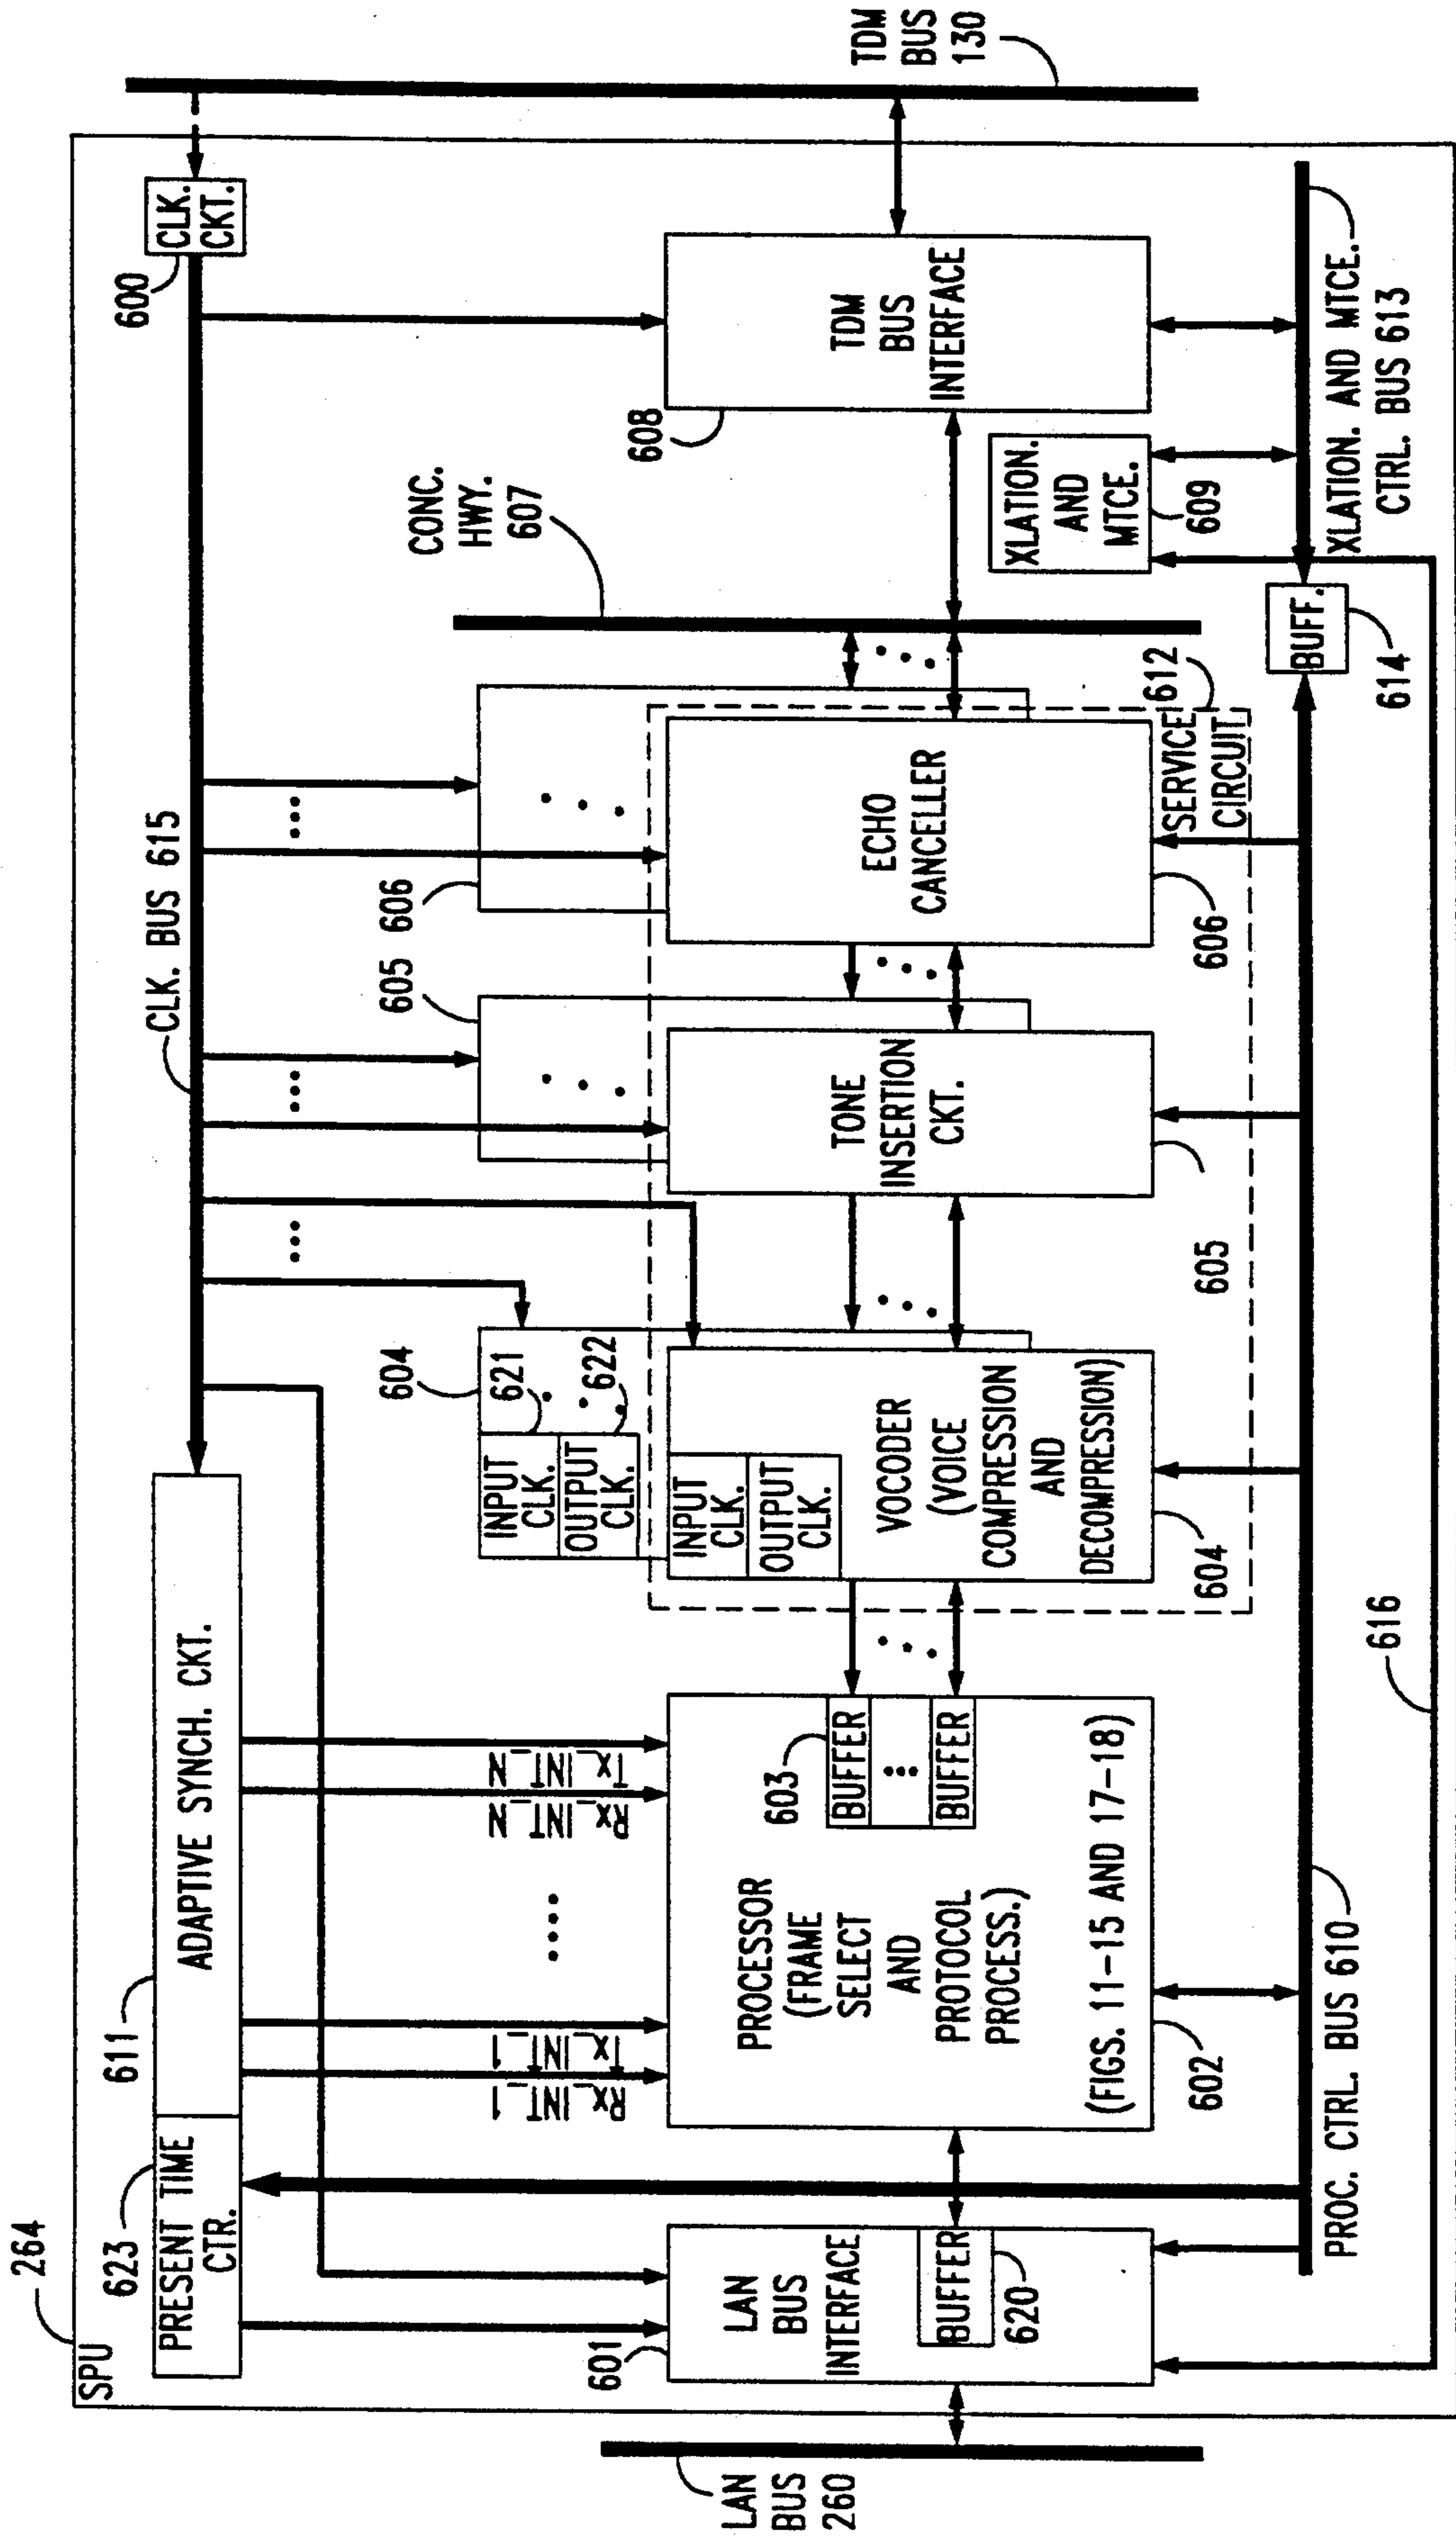 264
SPU
623
PRESENT TIME
CTR.
611
ADAPTIVE SYNCH. CKT.
CLK. BUS 615
600
CLK.
CKT.
TDM
BUS
130
Rx_INT_1
Tx_INT_1
Rx_INT_N
Tx_INT_N
604
INPUT
CLK.
621
OUTPUT
CLK.
622
605
606
CONC.
HWY.
607
LAN
BUS
260
601
LAN
BUS
INTERFACE
BUFFER
620
PROCESSOR
(FRAME
SELECT
AND
PROTOCOL
PROCESS.)
(FIGS. 11-15 AND 17-18)
602
603
BUFFER
BUFFER
INPUT
CLK.
OUTPUT
CLK.
VOCODER
(VOICE
COMPRESSION
AND
DECOMPRESSION)
604
TONE
INSERTION
CKT.
605
ECHO
CANCELLER
606
SERVICE
CIRCUIT
612
608
TDM
BUS
INTERFACE
XLATION.
AND
MTCE.
609
PROC. CTRL. BUS 610
616
BUFF.
614
XLATION. AND MTCE.
CTRL. BUS 613